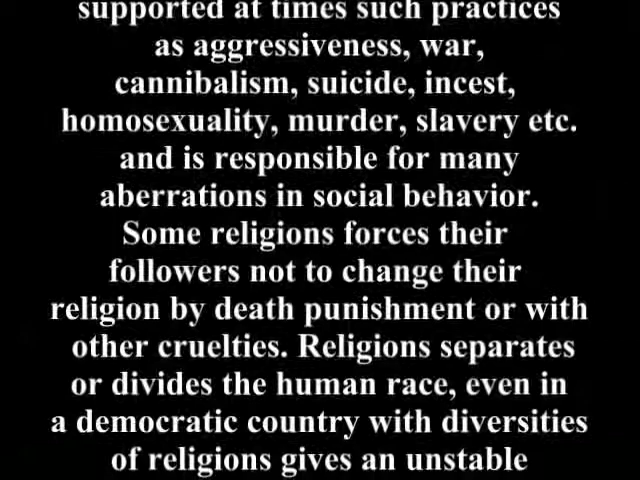 supported at times such practices
as aggressiveness, war,
cannibalism, suicide, incest,
homosexuality, murder, slavery etc.
and is responsible for many
aberrations in social behavior.
Some religions forces their
followers not to change their
religion by death punishment or with
other cruelties. Religions separates
or divides the human race, even in
a democratic country with diversities
of religions gives an unstable